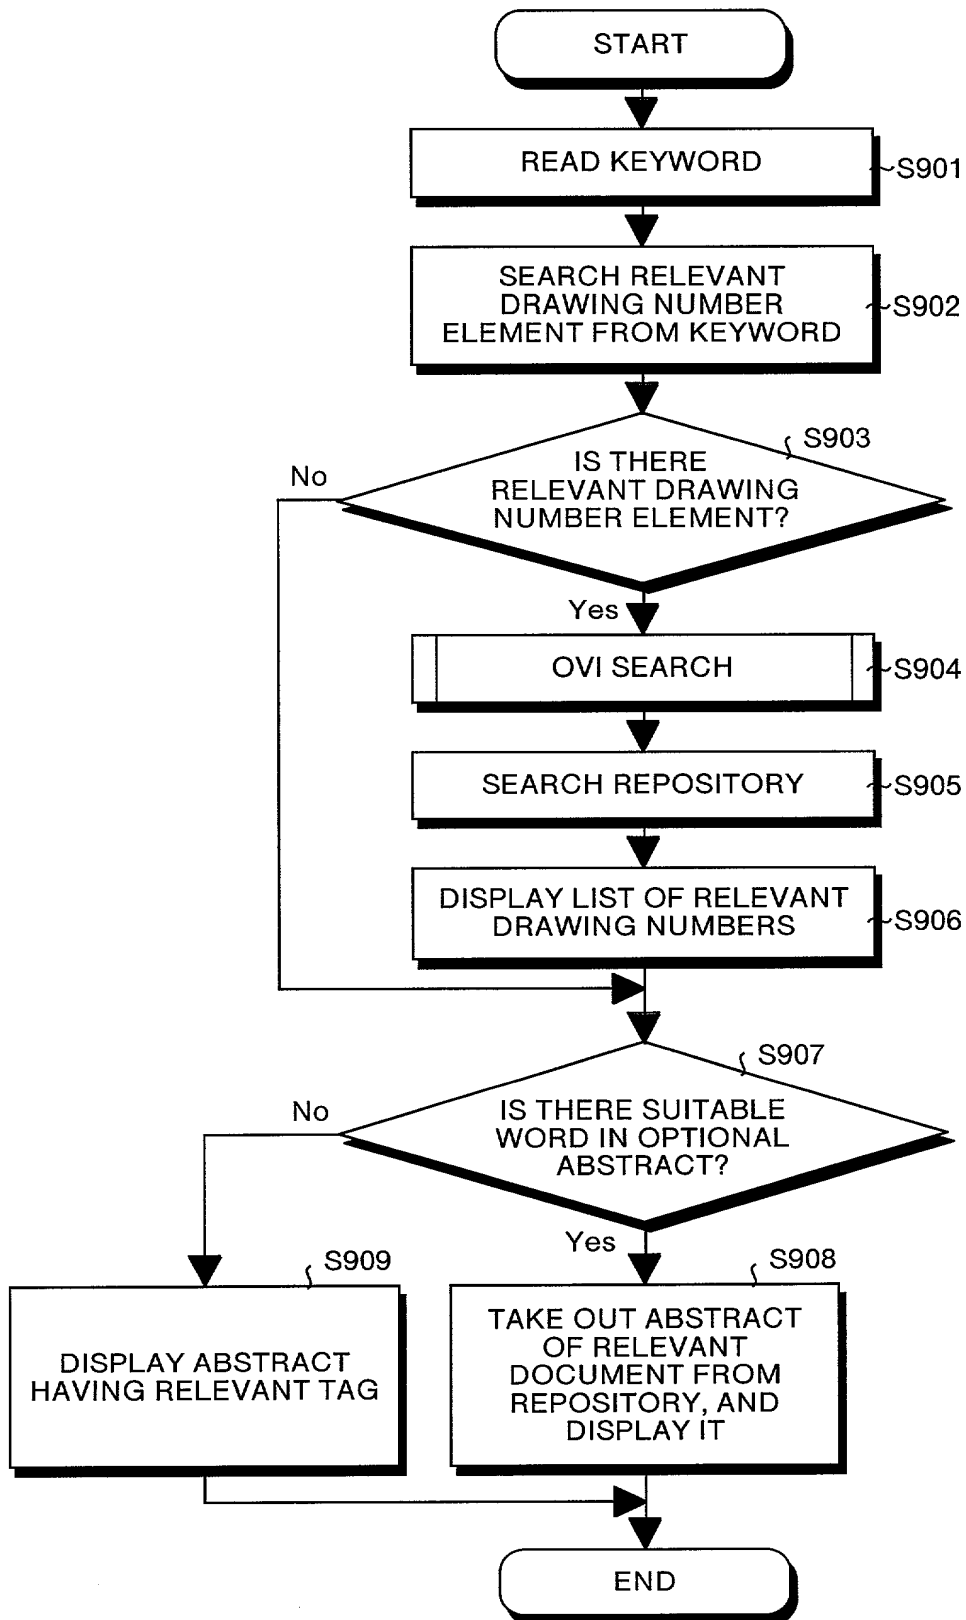 START
READ KEYWORD
S901
SEARCH RELEVANT
DRAWING NUMBER
ELEMENT FROM KEYWORD
S902
S903
IS THERE
RELEVANT DRAWING
NUMBER ELEMENT?
No
Yes
OVI SEARCH
S904
SEARCH REPOSITORY
S905
DISPLAY LIST OF RELEVANT
DRAWING NUMBERS
S906
S907
IS THERE SUITABLE
WORD IN OPTIONAL
ABSTRACT?
No
Yes
S909
DISPLAY ABSTRACT
HAVING RELEVANT TAG
S908
TAKE OUT ABSTRACT
OF RELEVANT
DOCUMENT FROM
REPOSITORY, AND
DISPLAY IT
END